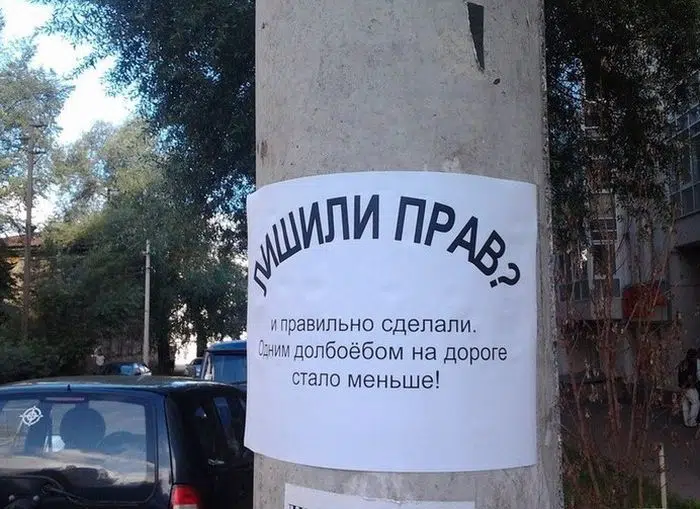 ЛИШИЛИ ПРАВ?
и правильно сделали.
Одним долбоёбом на дороге
стало меньше!